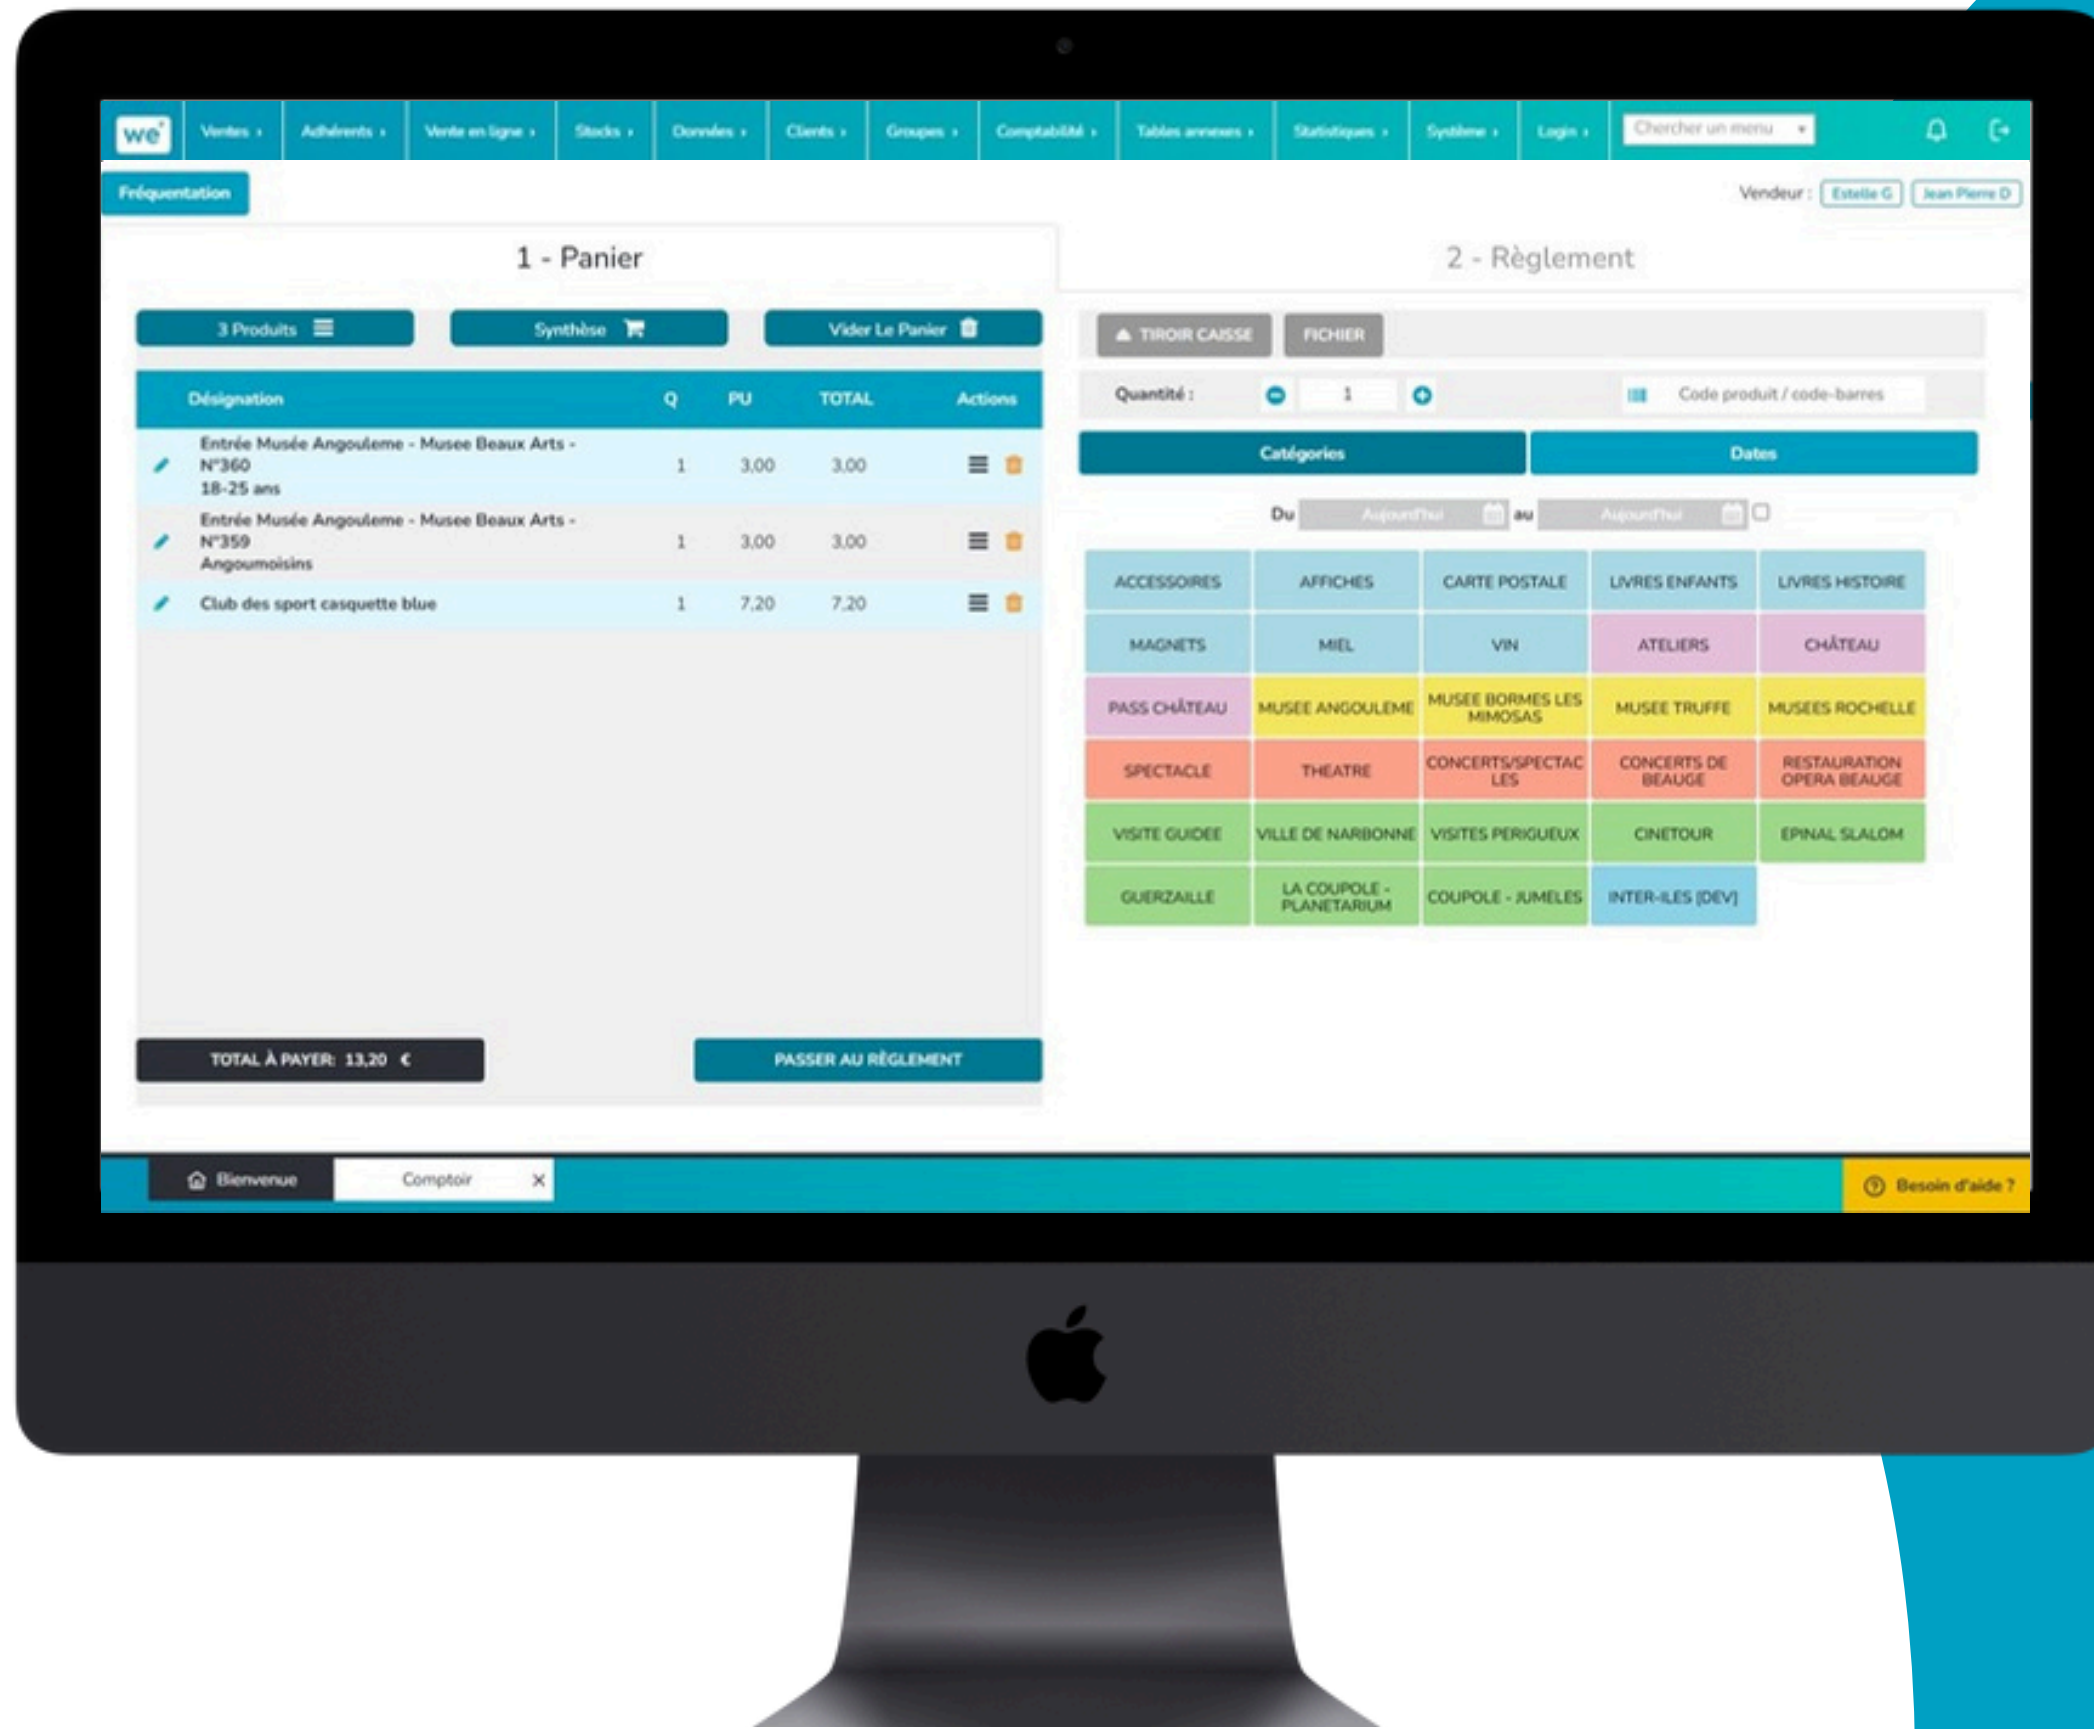 we
Ventes
Adhérents
Vente en ligne
Stocks
Données
Clients
Groupes
Comptabilité
Tables annexes
Statistiques
Système
Login
Chercher un menu
Fréquentation
Vendeur :
Estelle G
Jean Pierre D
1 - Panier
2 - Règlement
3 Produits
Synthèse
Vider Le Panier
Désignation Q PU TOTAL Actions
Entrée Musée Angouleme - Musee Beaux Arts -
N°360
18-25 ans
1 3,00 3,00
Entrée Musée Angouleme - Musee Beaux Arts -
N°359
Angoumoisins
1 3,00 3,00
Club des sport casquette blue 1 7,20 7,20
TOTAL À PAYER: 13,20 €
PASSER AU RÈGLEMENT
TIROIR CAISSE
FICHIER
Quantité : 1
Code produit / code-barres
Catégories
Dates
Du Aujourd'hui au Aujourd'hui
ACCESSOIRES
AFFICHES
CARTE POSTALE
LIVRES ENFANTS
LIVRES HISTOIRE
MAGNETS
MIEL
VIN
ATELIERS
CHÂTEAU
PASS CHÂTEAU
MUSEE ANGOULEME
MUSEE BORMES LES
MIMOSAS
MUSEE TRUFFE
MUSEES ROCHELLE
SPECTACLE
THEATRE
CONCERTS/SPECTAC
LES
CONCERTS DE
BEAUGE
RESTAURATION
OPERA BEAUGE
VISITE GUIDEE
VILLE DE NARBONNE
VISITES PERIGUEUX
CINETOUR
EPINAL SLALOM
GUERZAILLE
LA COUPOLE -
PLANETARIUM
COUPOLE - JUMELES
INTER-ILES [DEV]
Bienvenue
Comptoir
Besoin d'aide ?